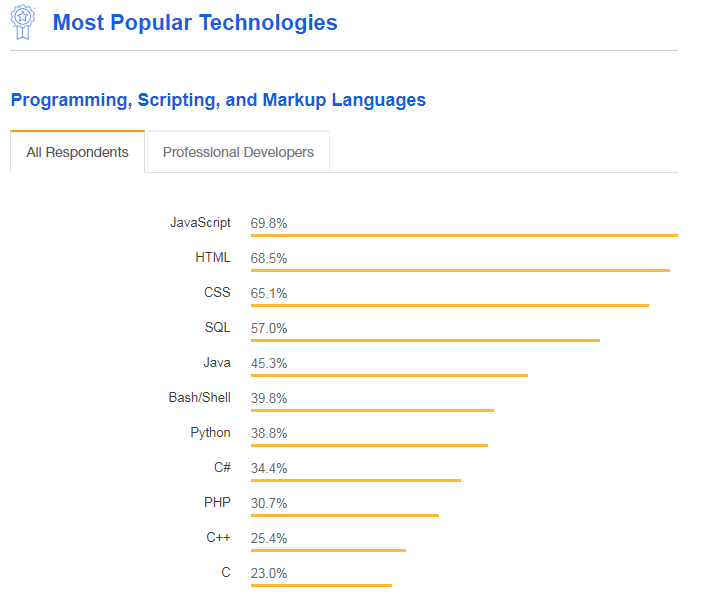 Most Popular Technologies
Programming, Scripting, and Markup Languages
All Respondents Professional Developers
JavaScript 69.8%
HTML 68.5%
CSS 65.1%
SQL 57.0%
Java 45.3%
Bash/Shell 39.8%
Python 38.8%
C# 34.4%
PHP 30.7%
C++ 25.4%
C 23.0%